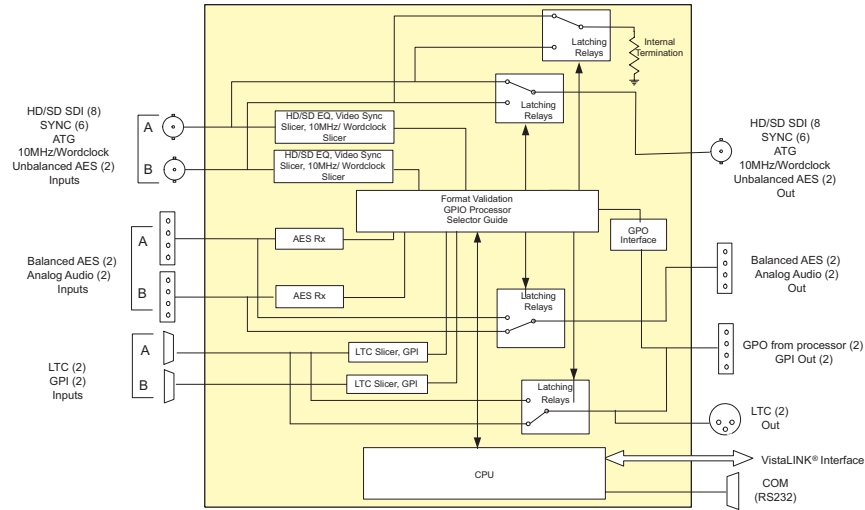 Latching
Relays
Internal
Termination
Latching
Relays
HD/SD SDI (8)
SYNC (6)
ATG
10MHz/Wordclock
Unbalanced AES (2)
Inputs
A
B
HD/SD EQ, Video Sync
Slicer, 10MHz/ Wordclock
Slicer
HD/SD EQ, Video Sync
Slicer, 10MHz/ Wordclock
Slicer
HD/SD SDI (8
SYNC (6)
ATG
10MHz/Wordclock
Unbalanced AES (2)
Out
Format Validation
GPIO Processor
Selector Guide
GPO
Interface
Balanced AES (2)
Analog Audio (2)
Inputs
A
B
AES Rx
AES Rx
Balanced AES (2)
Analog Audio (2)
Out
Latching
Relays
LTC (2)
GPI (2)
Inputs
A
B
LTC Slicer, GPI
LTC Slicer, GPI
GPO from processor (2)
GPI Out (2)
Latching
Relays
LTC (2)
Out
CPU
VistaLINK® Interface
COM
(RS232)